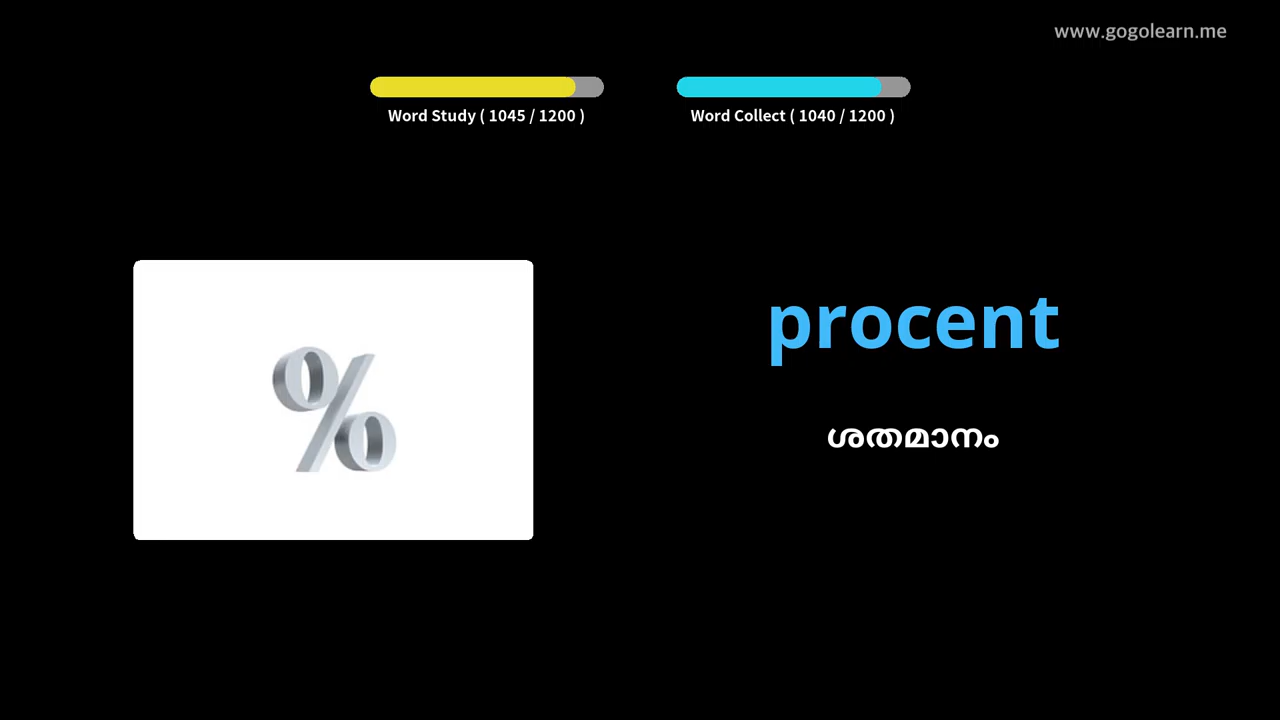 www.gogolearn.me
Word Study ( 1045 / 1200 )
Word Collect ( 1040 / 1200 )
%
procent
ശതമാനം